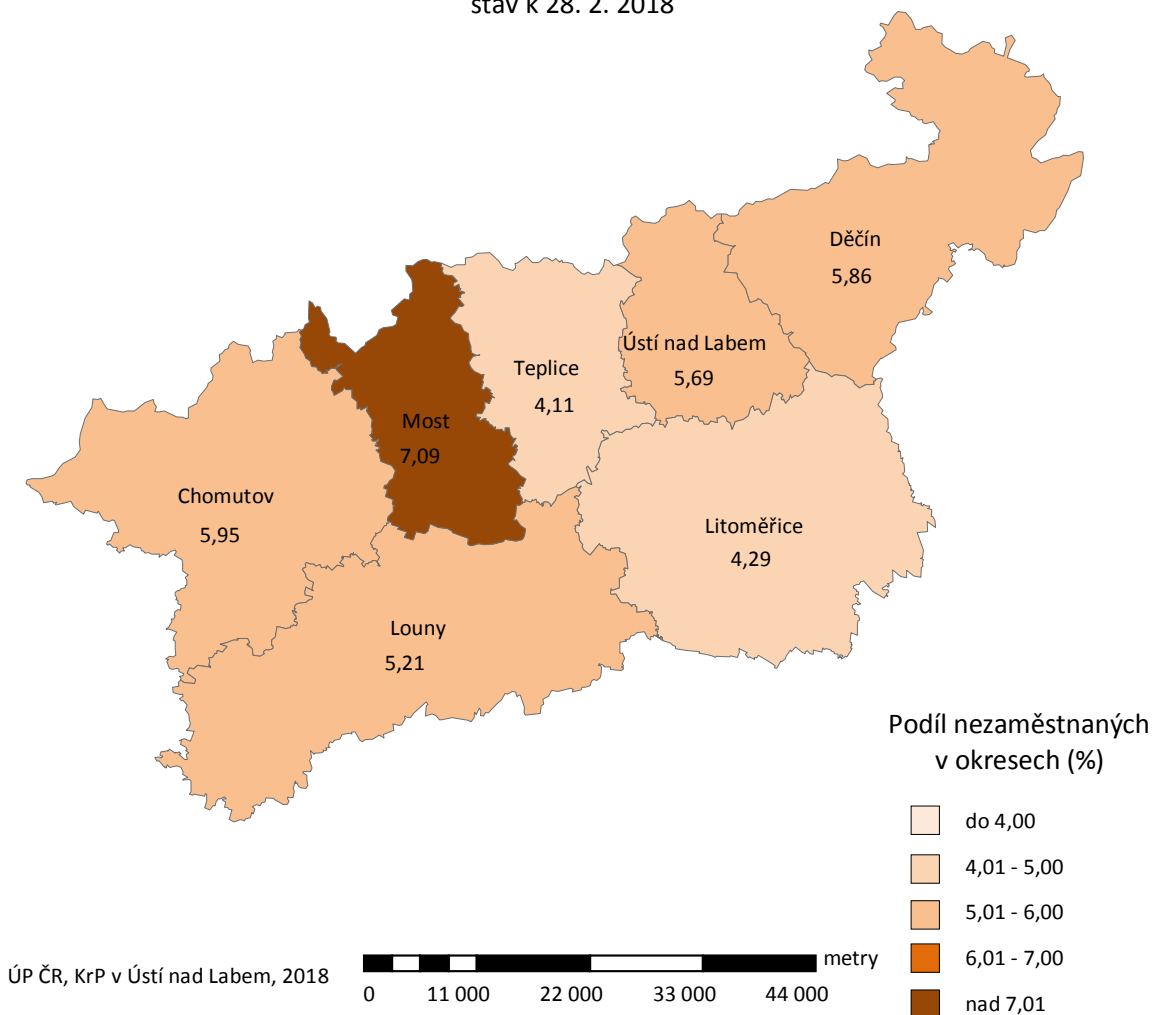 stav k 28. 2. 2018
Děčín
5,86
Ústí nad Labem
5,69
Teplice
4,11
Most
7,09
Chomutov
5,95
Litoměřice
4,29
Louny
5,21
Podíl nezaměstnaných
v okresech (%)
do 4,00
4,01 - 5,00
5,01 - 6,00
6,01 - 7,00
nad 7,01
ÚP ČR, KrP v Ústí nad Labem, 2018
metry
0 11 000 22 000 33 000 44 000